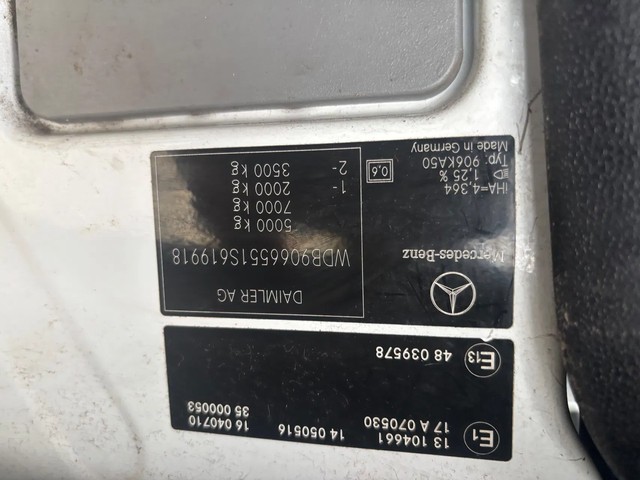 E1
13 104661 14 050516 16 040710
17 A 070530 35 000053
E13 48 039578
Mercedes-Benz
iHA=4,364
1,25 %
Typ: 906KA50
Made in Germany
0,6
DAIMLER AG
WDB9066551S619918
5000 kg
7000 kg
1- 2000 kg
2- 3500 kg